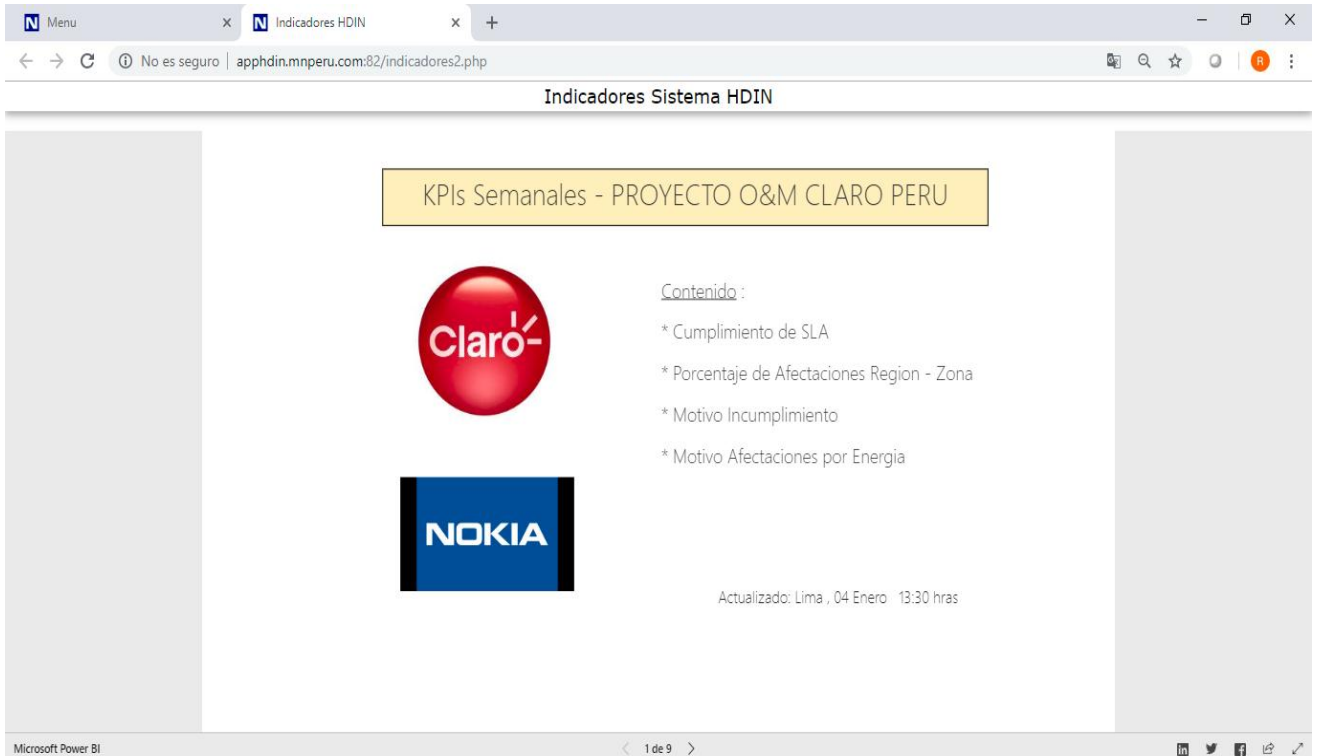 N Menu
N Indicadores HDIN
No es seguro | apphdin.mnperu.com:82/indicadores2.php
R
Indicadores Sistema HDIN
KPIs Semanales - PROYECTO O&M CLARO PERU
Claro
Contenido :
* Cumplimiento de SLA
* Porcentaje de Afectaciones Region - Zona
* Motivo Incumplimiento
* Motivo Afectaciones por Energia
NOKIA
Actualizado: Lima , 04 Enero 13:30 hras
Microsoft Power BI
1 de 9